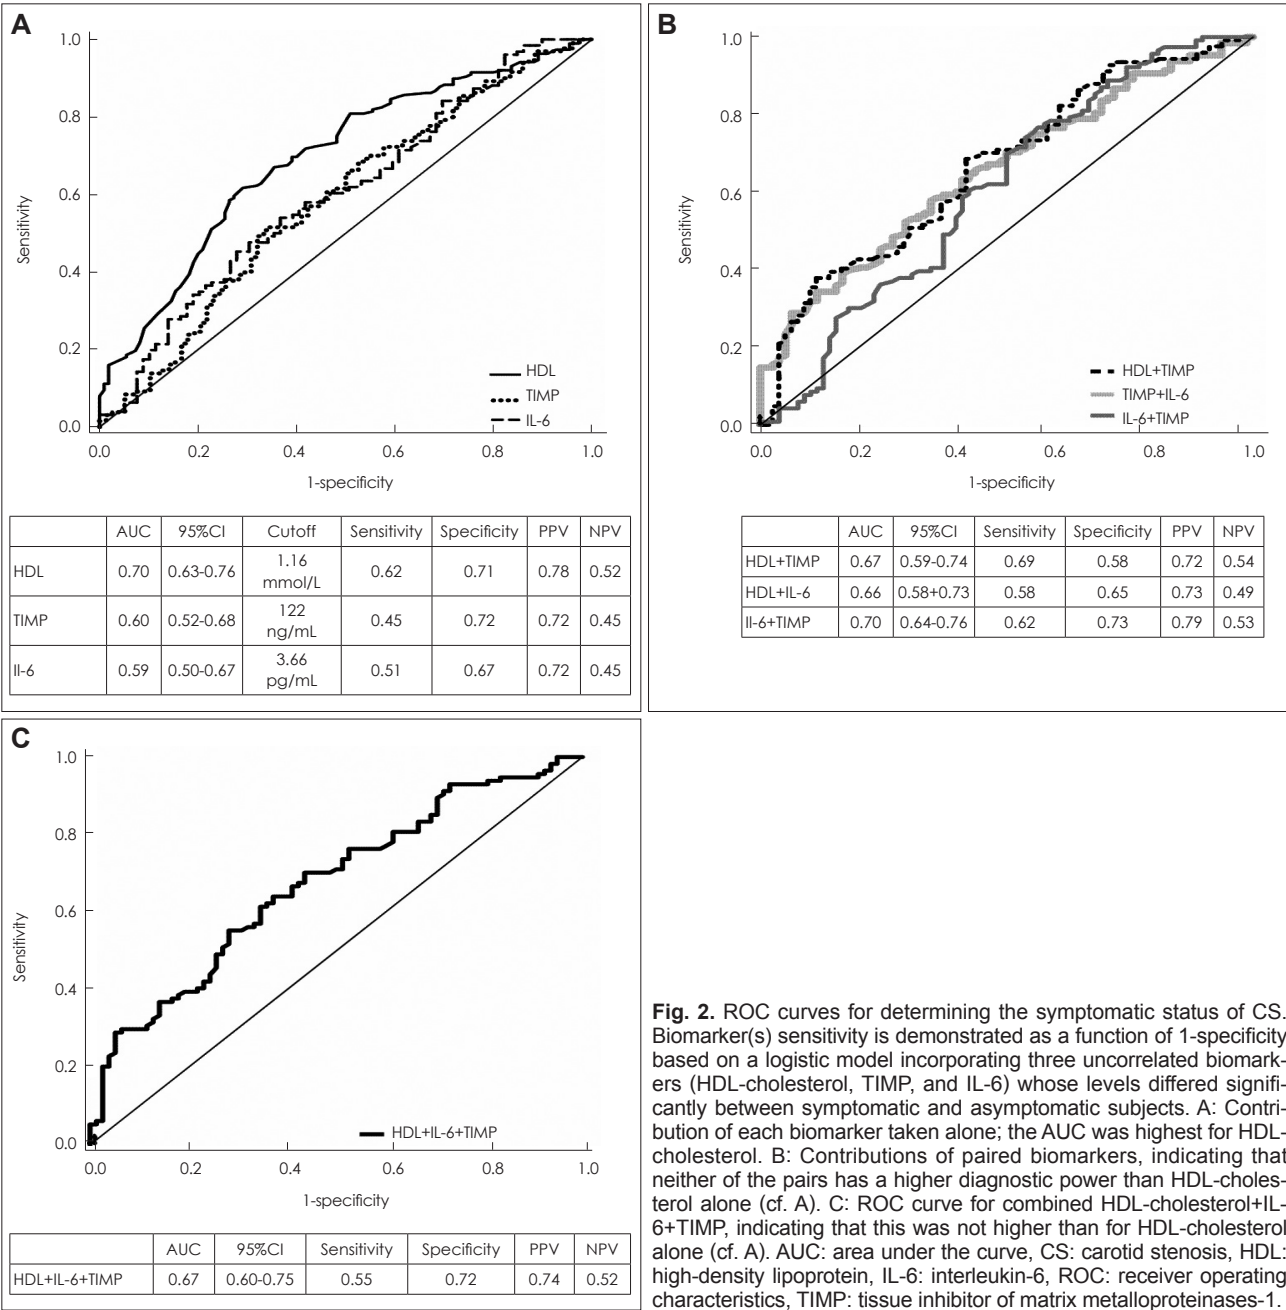 A
1.0
0.8
0.6
0.4
0.2
0.0
Sensitivity
HDL
TIMP
IL-6
0.0 0.2 0.4 0.6 0.8 1.0
1-specificity
AUC 95%CI Cutoff Sensitivity Specificity PPV NPV
HDL 0.70 0.63-0.76 1.16 mmol/L 0.62 0.71 0.78 0.52
TIMP 0.60 0.52-0.68 122 ng/mL 0.45 0.72 0.72 0.45
Il-6 0.59 0.50-0.67 3.66 pg/mL 0.51 0.67 0.72 0.45
B
1.0
0.8
0.6
0.4
0.2
0.0
Sensitivity
HDL+TIMP
TIMP+IL-6
IL-6+TIMP
0.0 0.2 0.4 0.6 0.8 1.0
1-specificity
AUC 95%CI Sensitivity Specificity PPV NPV
HDL+TIMP 0.67 0.59-0.74 0.69 0.58 0.72 0.54
HDL+IL-6 0.66 0.58+0.73 0.58 0.65 0.73 0.49
Il-6+TIMP 0.70 0.64-0.76 0.62 0.73 0.79 0.53
C
1.0
0.8
0.6
0.4
0.2
0.0
Sensitivity
HDL+IL-6+TIMP
0.0 0.2 0.4 0.6 0.8 1.0
1-specificity
AUC 95%CI Sensitivity Specificity PPV NPV
HDL+IL-6+TIMP 0.67 0.60-0.75 0.55 0.72 0.74 0.52
Fig. 2. ROC curves for determining the symptomatic status of CS.
Biomarker(s) sensitivity is demonstrated as a function of 1-specificity
based on a logistic model incorporating three uncorrelated biomark-
ers (HDL-cholesterol, TIMP, and IL-6) whose levels differed signifi-
cantly between symptomatic and asymptomatic subjects. A: Contri-
bution of each biomarker taken alone; the AUC was highest for HDL-
cholesterol. B: Contributions of paired biomarkers, indicating that
neither of the pairs has a higher diagnostic power than HDL-choles-
terol alone (cf. A). C: ROC curve for combined HDL-cholesterol+IL-
6+TIMP, indicating that this was not higher than for HDL-cholesterol
alone (cf. A). AUC: area under the curve, CS: carotid stenosis, HDL:
high-density lipoprotein, IL-6: interleukin-6, ROC: receiver operating
characteristics, TIMP: tissue inhibitor of matrix metalloproteinases-1.